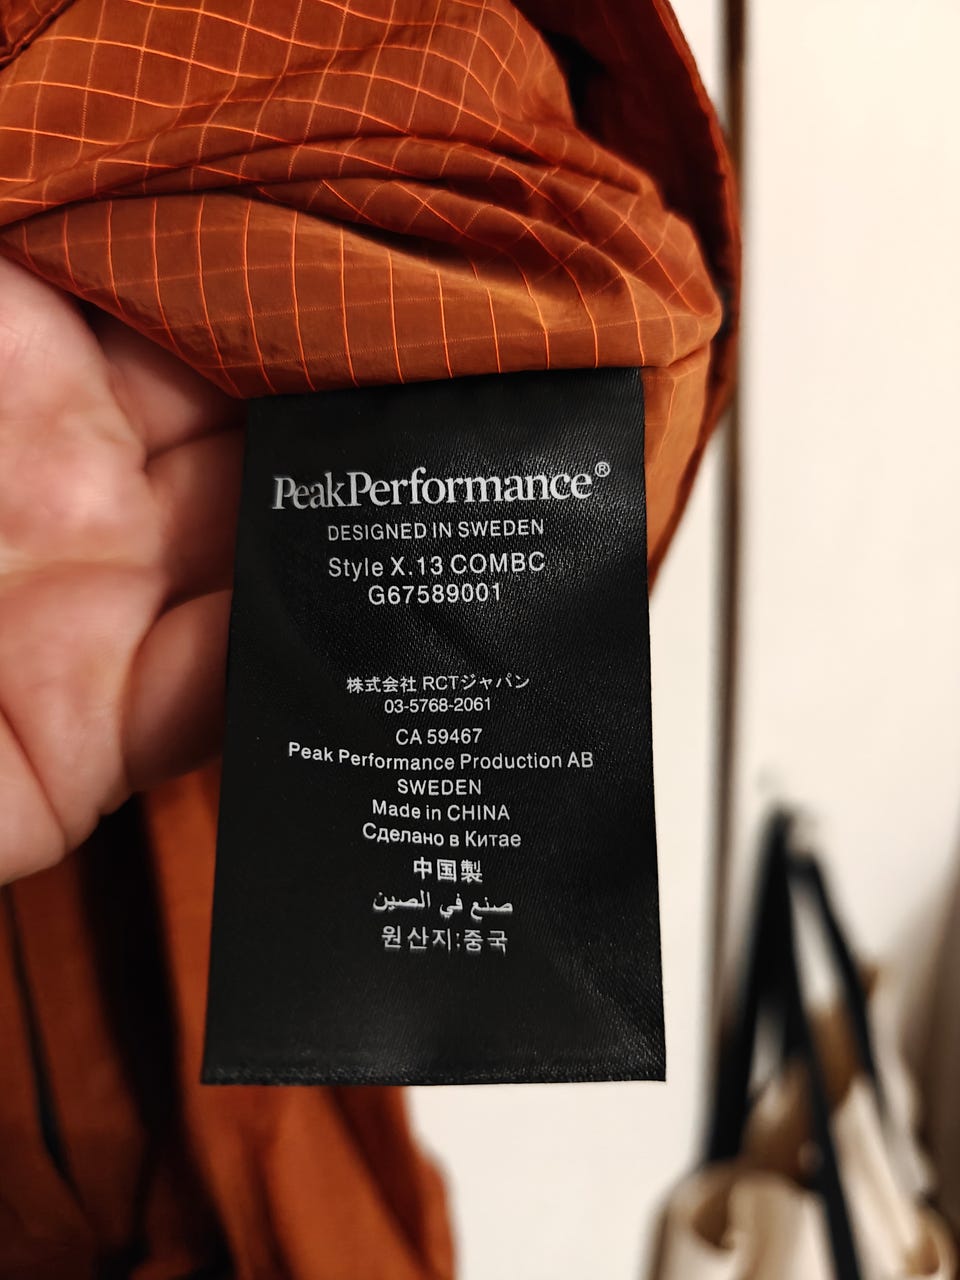 PeakPerformance®
DESIGNED IN SWEDEN
Style X.13 COMBC
G67589001
株式会社 RCTジャパン
03-5768-2061
CA 59467
Peak Performance Production AB
SWEDEN
Made in CHINA
Сделано в Китае
中国製
صنع في الصين
원산지:중국